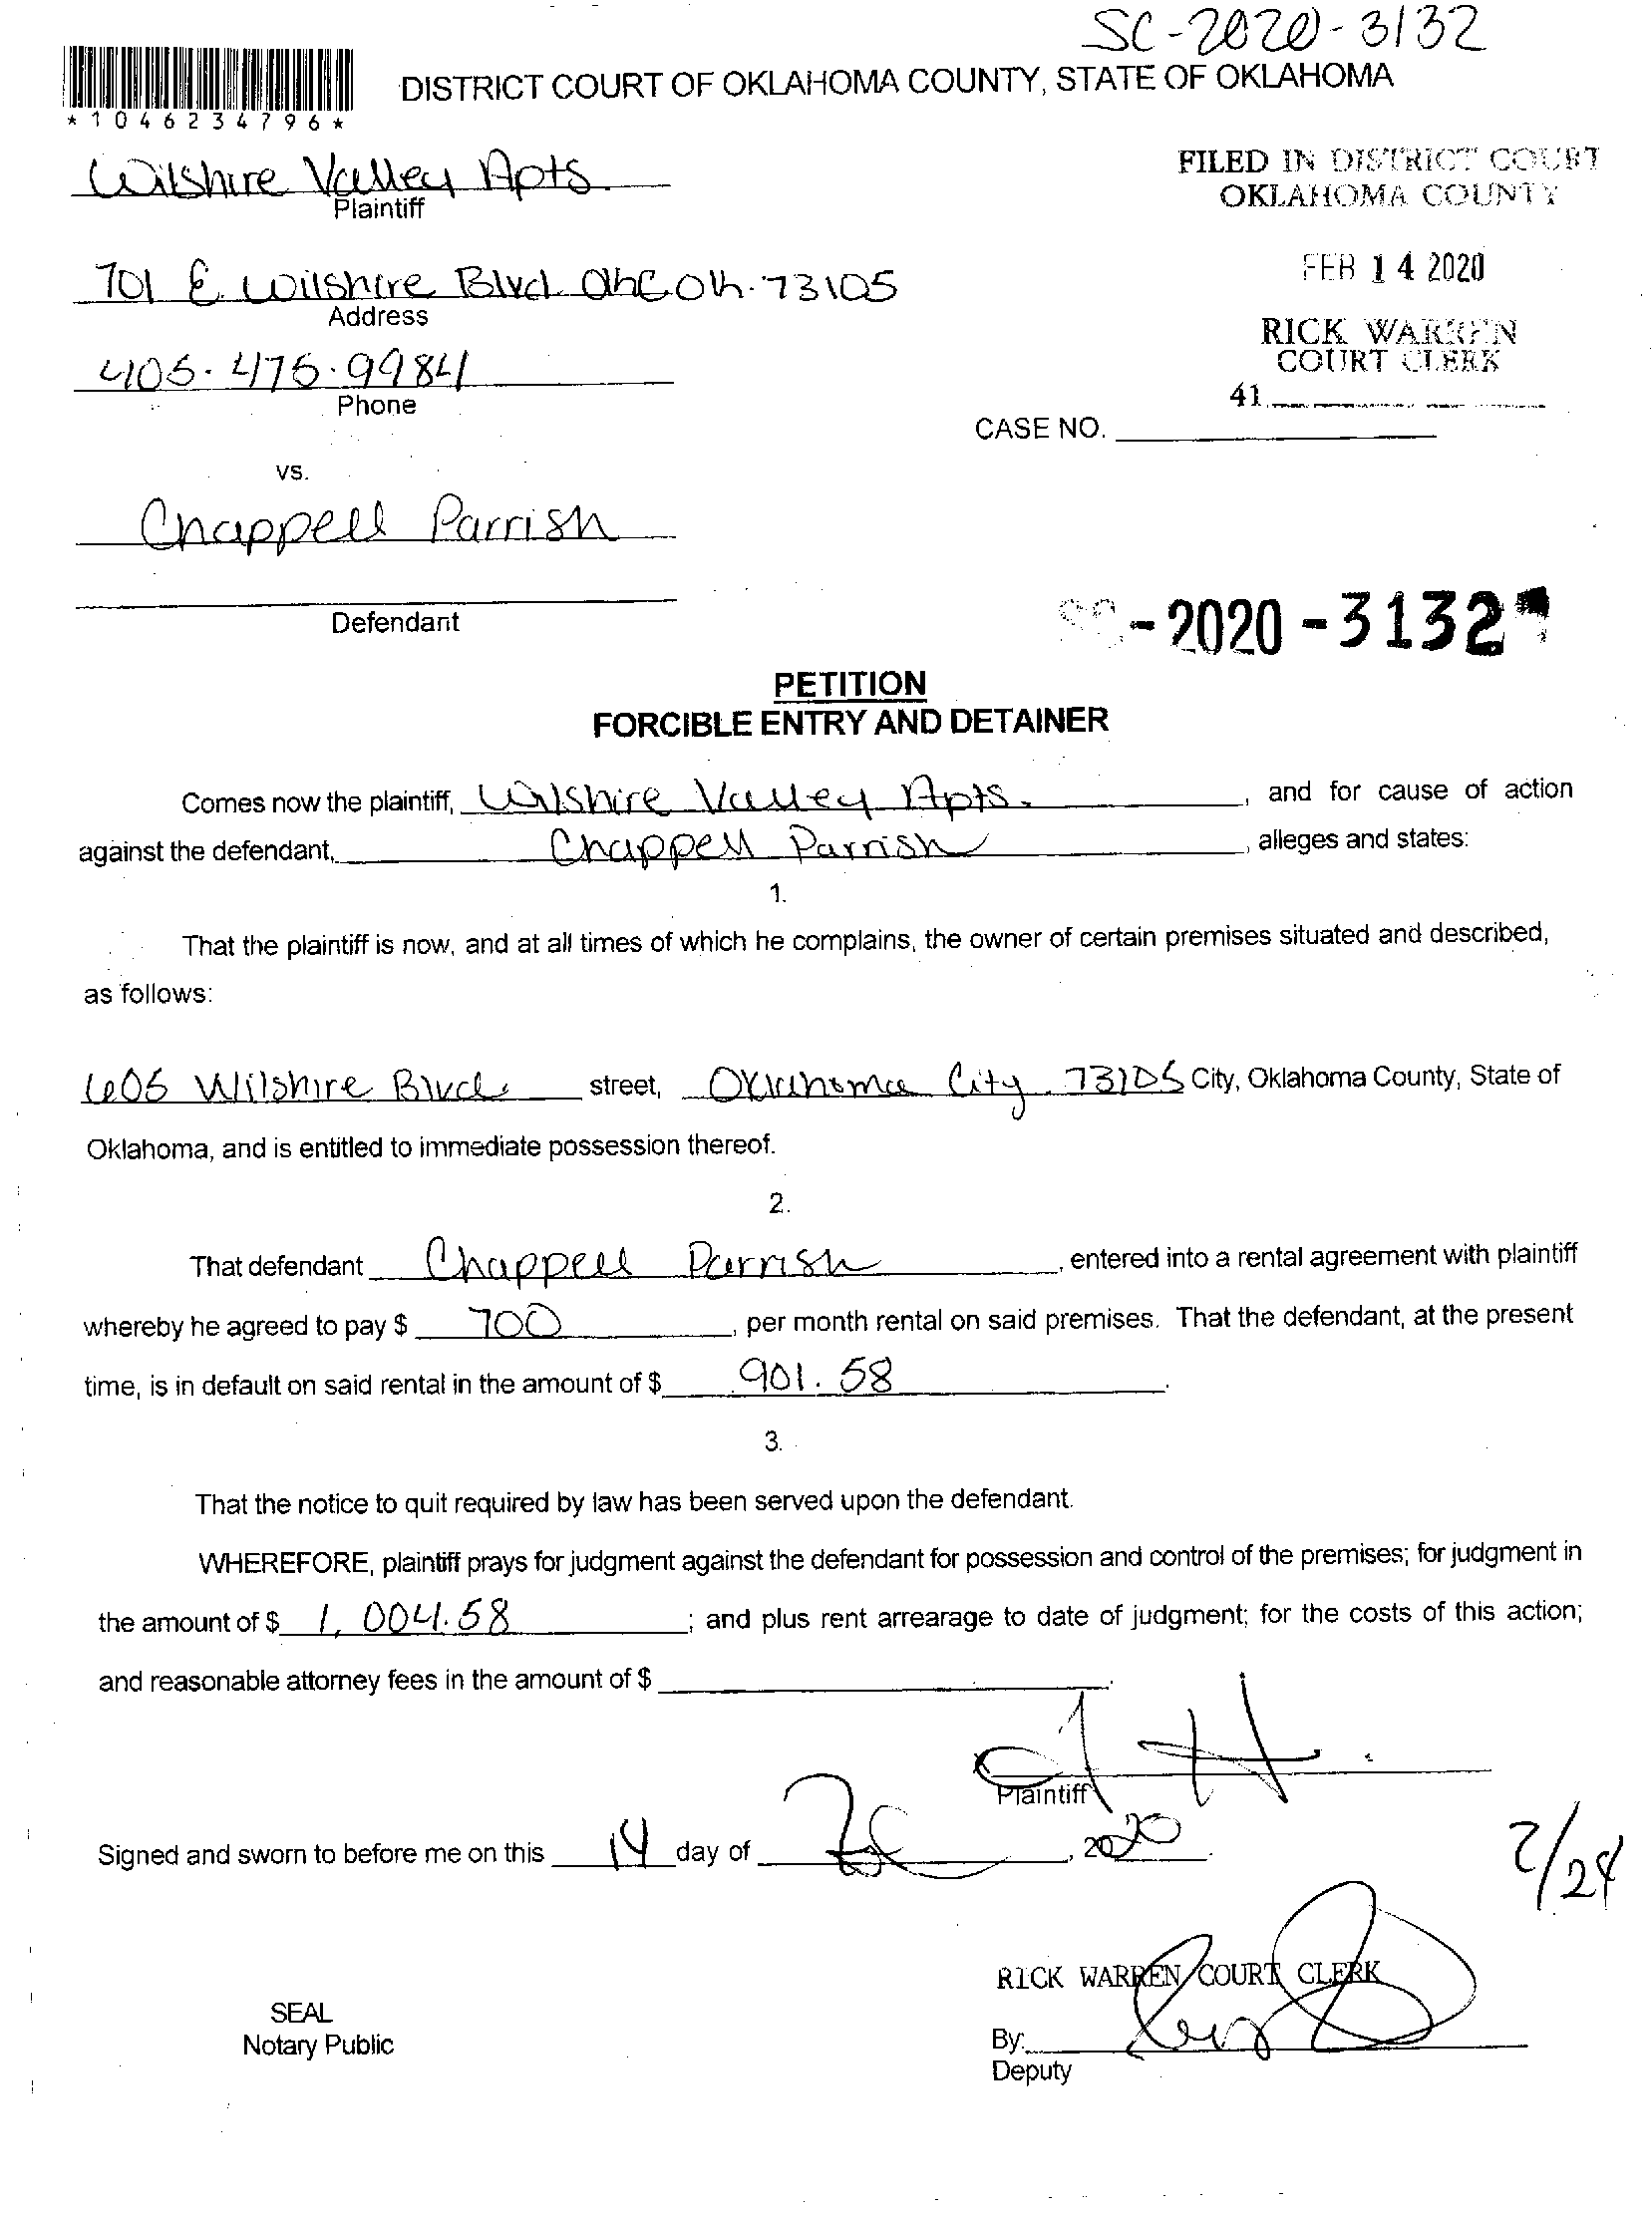 SC-2020-3132
DISTRICT COURT OF OKLAHOMA COUNTY, STATE OF OKLAHOMA
*1046234796*
Wilshire Valley Apts.
Plaintiff
FILED IN DISTRICT COURT
OKLAHOMA COUNTY
701 E. Wilshire Blvd OKC Ok. 73105
Address
FEB 14 2020
RICK WARREN
COURT CLERK
405.475.9984
Phone
41
CASE NO.
vs.
Chappell Parrish
Defendant
SC-2020-3132
PETITION
FORCIBLE ENTRY AND DETAINER
Comes now the plaintiff, Wilshire Valley Apts. , and for cause of action
against the defendant, Chappell Parrish , alleges and states:
1.
That the plaintiff is now, and at all times of which he complains, the owner of certain premises situated and described,
as follows:
605 Wilshire Blvd. street, Oklahoma City 73105 City, Oklahoma County, State of
Oklahoma, and is entitled to immediate possession thereof.
2.
That defendant Chappell Parrish , entered into a rental agreement with plaintiff
whereby he agreed to pay $ 700 , per month rental on said premises. That the defendant, at the present
time, is in default on said rental in the amount of $ 901.58 .
3.
That the notice to quit required by law has been served upon the defendant.
WHEREFORE, plaintiff prays for judgment against the defendant for possession and control of the premises; for judgment in
the amount of $ 1,004.58 ; and plus rent arrearage to date of judgment; for the costs of this action;
and reasonable attorney fees in the amount of $ .
Plaintiff
Signed and sworn to before me on this 14 day of , 2020
2/24
RICK WARREN COURT CLERK
SEAL
Notary Public
By:
Deputy